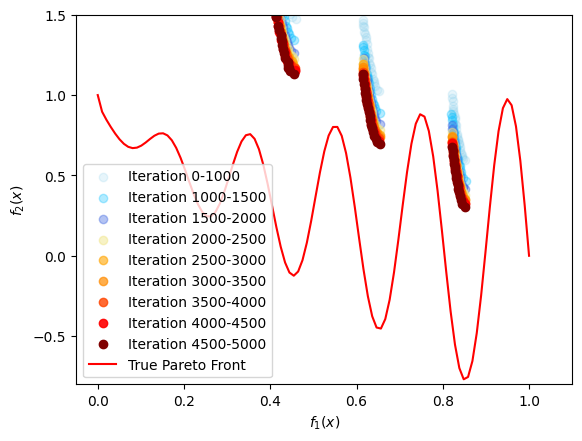 1.5
1.0
0.5
0.0
−0.5
f₂(x)
Iteration 0-1000
Iteration 1000-1500
Iteration 1500-2000
Iteration 2000-2500
Iteration 2500-3000
Iteration 3000-3500
Iteration 3500-4000
Iteration 4000-4500
Iteration 4500-5000
True Pareto Front
0.0 0.2 0.4 0.6 0.8 1.0
f₁(x)